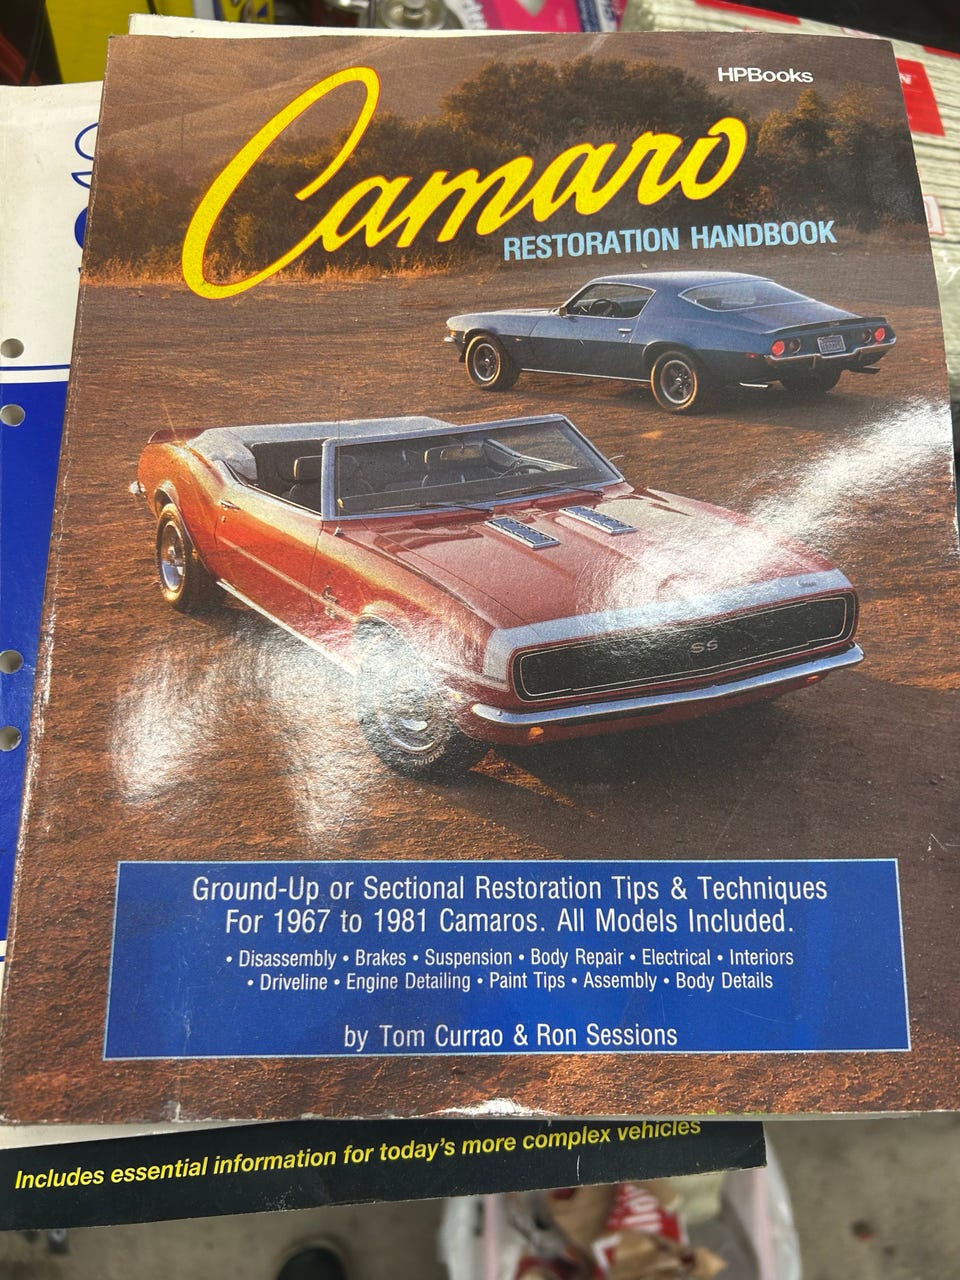 HPBooks
Camaro
RESTORATION HANDBOOK
SS
Ground-Up or Sectional Restoration Tips & Techniques
For 1967 to 1981 Camaros. All Models Included.
• Disassembly • Brakes • Suspension • Body Repair • Electrical • Interiors
• Driveline • Engine Detailing • Paint Tips • Assembly • Body Details
by Tom Currao & Ron Sessions
Includes essential information for today's more complex vehicles